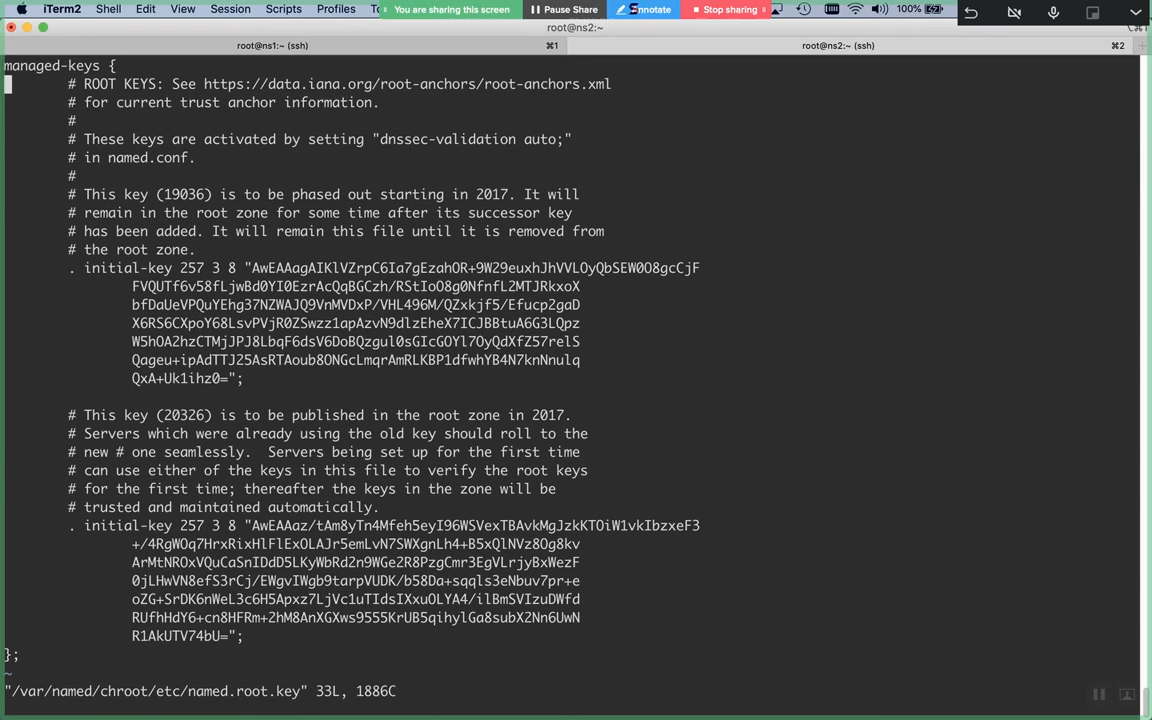 iTerm2 Shell Edit View Session Scripts Profiles
You are sharing this screen
Pause Share
Annotate
Stop sharing
100%
root@ns2:~
root@ns1:~ (ssh) ⌘1
root@ns2:~ (ssh) ⌘2
managed-keys {
# ROOT KEYS: See https://data.iana.org/root-anchors/root-anchors.xml
# for current trust anchor information.
#
# These keys are activated by setting "dnssec-validation auto;"
# in named.conf.
#
# This key (19036) is to be phased out starting in 2017. It will
# remain in the root zone for some time after its successor key
# has been added. It will remain this file until it is removed from
# the root zone.
. initial-key 257 3 8 "AwEAAagAIKlVZrpC6Ia7gEzahOR+9W29euxhJhVVLOyQbSEW0O8gcCjF
FVQUTf6v58fLjwBd0YI0EzrAcQqBGCzh/RStIoO8g0NfnfL2MTJRkxoX
bfDaUeVPQuYEhg37NZWAJQ9VnMVDxP/VHL496M/QZxkjf5/Efucp2gaD
X6RS6CXpoY68LsvPVjR0ZSwzz1apAzvN9dlzEheX7ICJBBtuA6G3LQpz
W5hOA2hzCTMjJPJ8LbqF6dsV6DoBQzgul0sGIcGOYl7OyQdXfZ57relS
Qageu+ipAdTTJ25AsRTAoub8ONGcLmqrAmRLKBP1dfwhYB4N7knNnulq
QxA+Uk1ihz0=";
# This key (20326) is to be published in the root zone in 2017.
# Servers which were already using the old key should roll to the
# new # one seamlessly.  Servers being set up for the first time
# can use either of the keys in this file to verify the root keys
# for the first time; thereafter the keys in the zone will be
# trusted and maintained automatically.
. initial-key 257 3 8 "AwEAAaz/tAm8yTn4Mfeh5eyI96WSVexTBAvkMgJzkKTOiW1vkIbzxeF3
+/4RgWOq7HrxRixHlFlExOLAJr5emLvN7SWXgnLh4+B5xQlNVz8Og8kv
ArMtNROxVQuCaSnIDdD5LKyWbRd2n9WGe2R8PzgCmr3EgVLrjyBxWezF
0jLHwVN8efS3rCj/EWgvIWgb9tarpVUDK/b58Da+sqqls3eNbuv7pr+e
oZG+SrDK6nWeL3c6H5Apxz7LjVc1uTIdsIXxuOLYA4/ilBmSVIzuDWfd
RUfhHdY6+cn8HFRm+2hM8AnXGXws9555KrUB5qihylGa8subX2Nn6UwN
R1AkUTV74bU=";
};
~
"/var/named/chroot/etc/named.root.key" 33L, 1886C